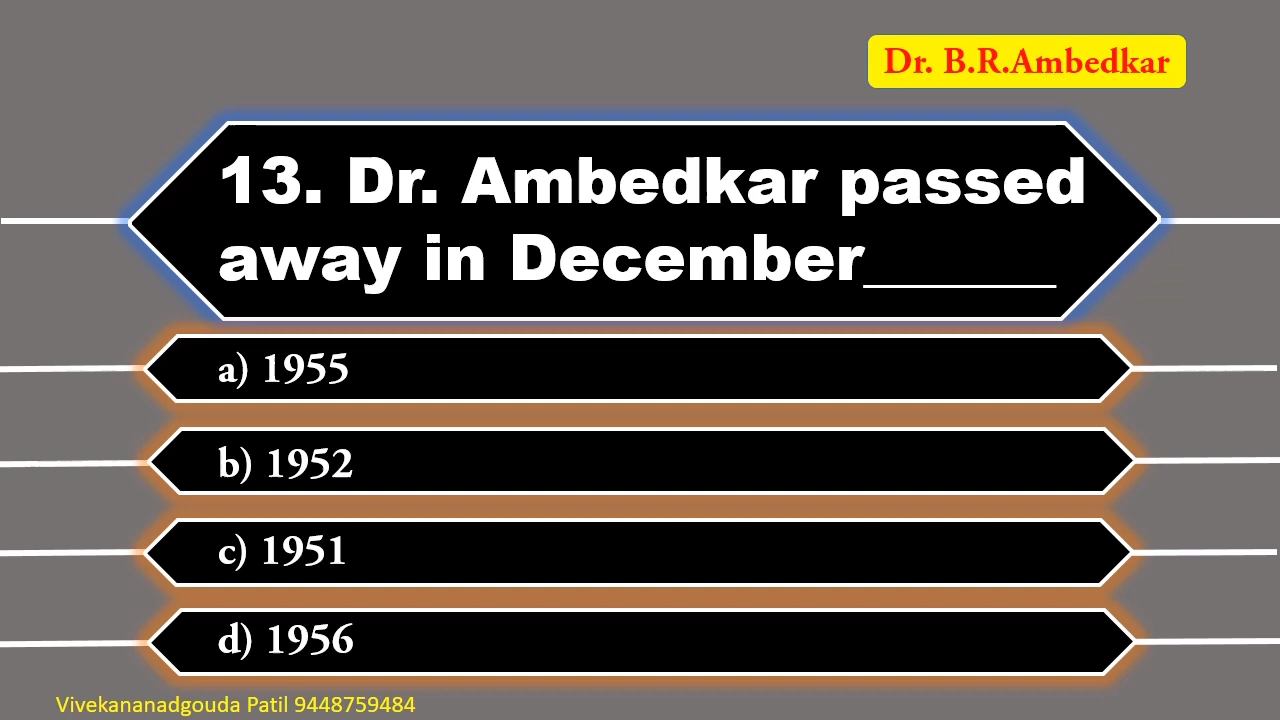 Dr. B.R.Ambedkar
13. Dr. Ambedkar passed
away in December______
a) 1955
b) 1952
c) 1951
d) 1956
Vivekananadgouda Patil 9448759484